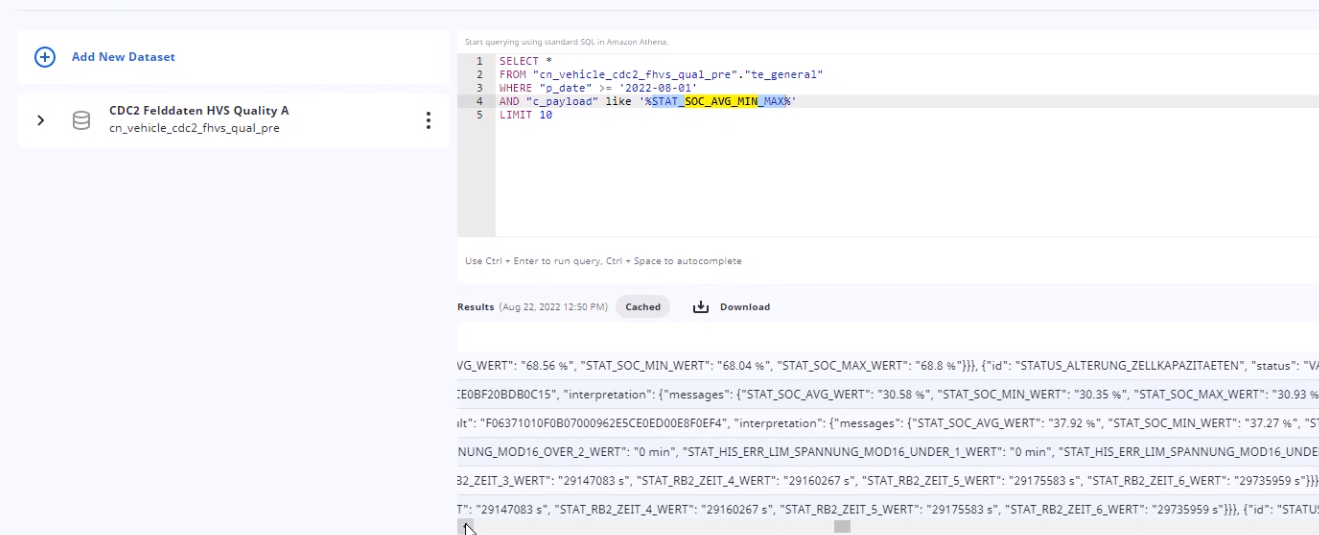 Add New Dataset
CDC2 Felddaten HVS Quality A
cn_vehicle_cdc2_fhvs_qual_pre
Start querying using standard SQL in Amazon Athena.
1 SELECT *
2 FROM "cn_vehicle_cdc2_fhvs_qual_pre"."te_general"
3 WHERE "p_date" >= '2022-08-01'
4 AND "c_payload" like '%STAT_SOC_AVG_MIN_MAX%'
5 LIMIT 10
Use Ctrl + Enter to run query, Ctrl + Space to autocomplete
Results (Aug 22, 2022 12:50 PM) Cached Download
VG_WERT": "68.56 %", "STAT_SOC_MIN_WERT": "68.04 %", "STAT_SOC_MAX_WERT": "68.8 %"}}}, {"id": "STATUS_ALTERUNG_ZELLKAPAZITAETEN", "status": "VA
CE0BF20BDB0C15", "interpretation": {"messages": {"STAT_SOC_AVG_WERT": "30.58 %", "STAT_SOC_MIN_WERT": "30.35 %", "STAT_SOC_MAX_WERT": "30.93 %
ılt": "F06371010F0B07000962E5CE0ED00E8F0EF4", "interpretation": {"messages": {"STAT_SOC_AVG_WERT": "37.92 %", "STAT_SOC_MIN_WERT": "37.27 %", "ST
NUNG_MOD16_OVER_2_WERT": "0 min", "STAT_HIS_ERR_LIM_SPANNUNG_MOD16_UNDER_1_WERT": "0 min", "STAT_HIS_ERR_LIM_SPANNUNG_MOD16_UNDE
B2_ZEIT_3_WERT": "29147083 s", "STAT_RB2_ZEIT_4_WERT": "29160267 s", "STAT_RB2_ZEIT_5_WERT": "29175583 s", "STAT_RB2_ZEIT_6_WERT": "29735959 s"}}}
T": "29147083 s", "STAT_RB2_ZEIT_4_WERT": "29160267 s", "STAT_RB2_ZEIT_5_WERT": "29175583 s", "STAT_RB2_ZEIT_6_WERT": "29735959 s"}}}, {"id": "STATUS